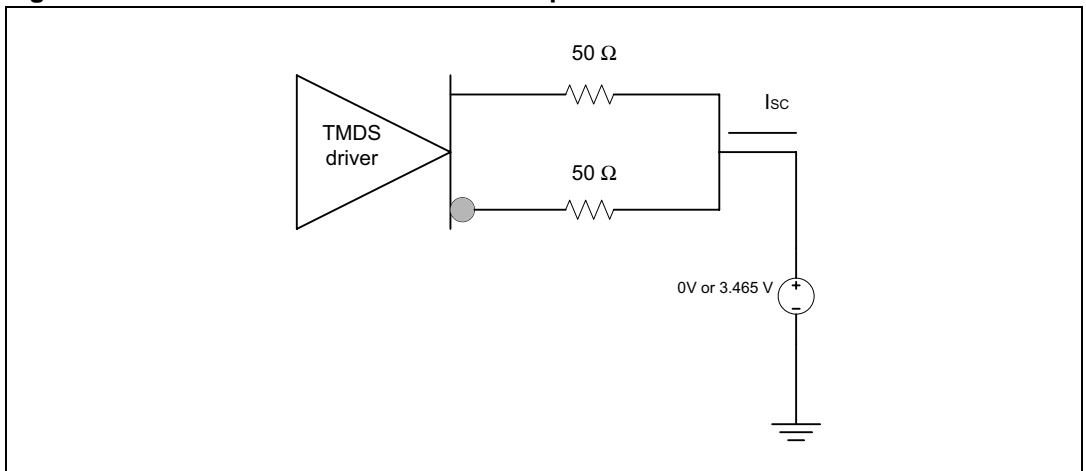 50 Ω
Isc
TMDS
driver
50 Ω
0V or 3.465 V
+
−